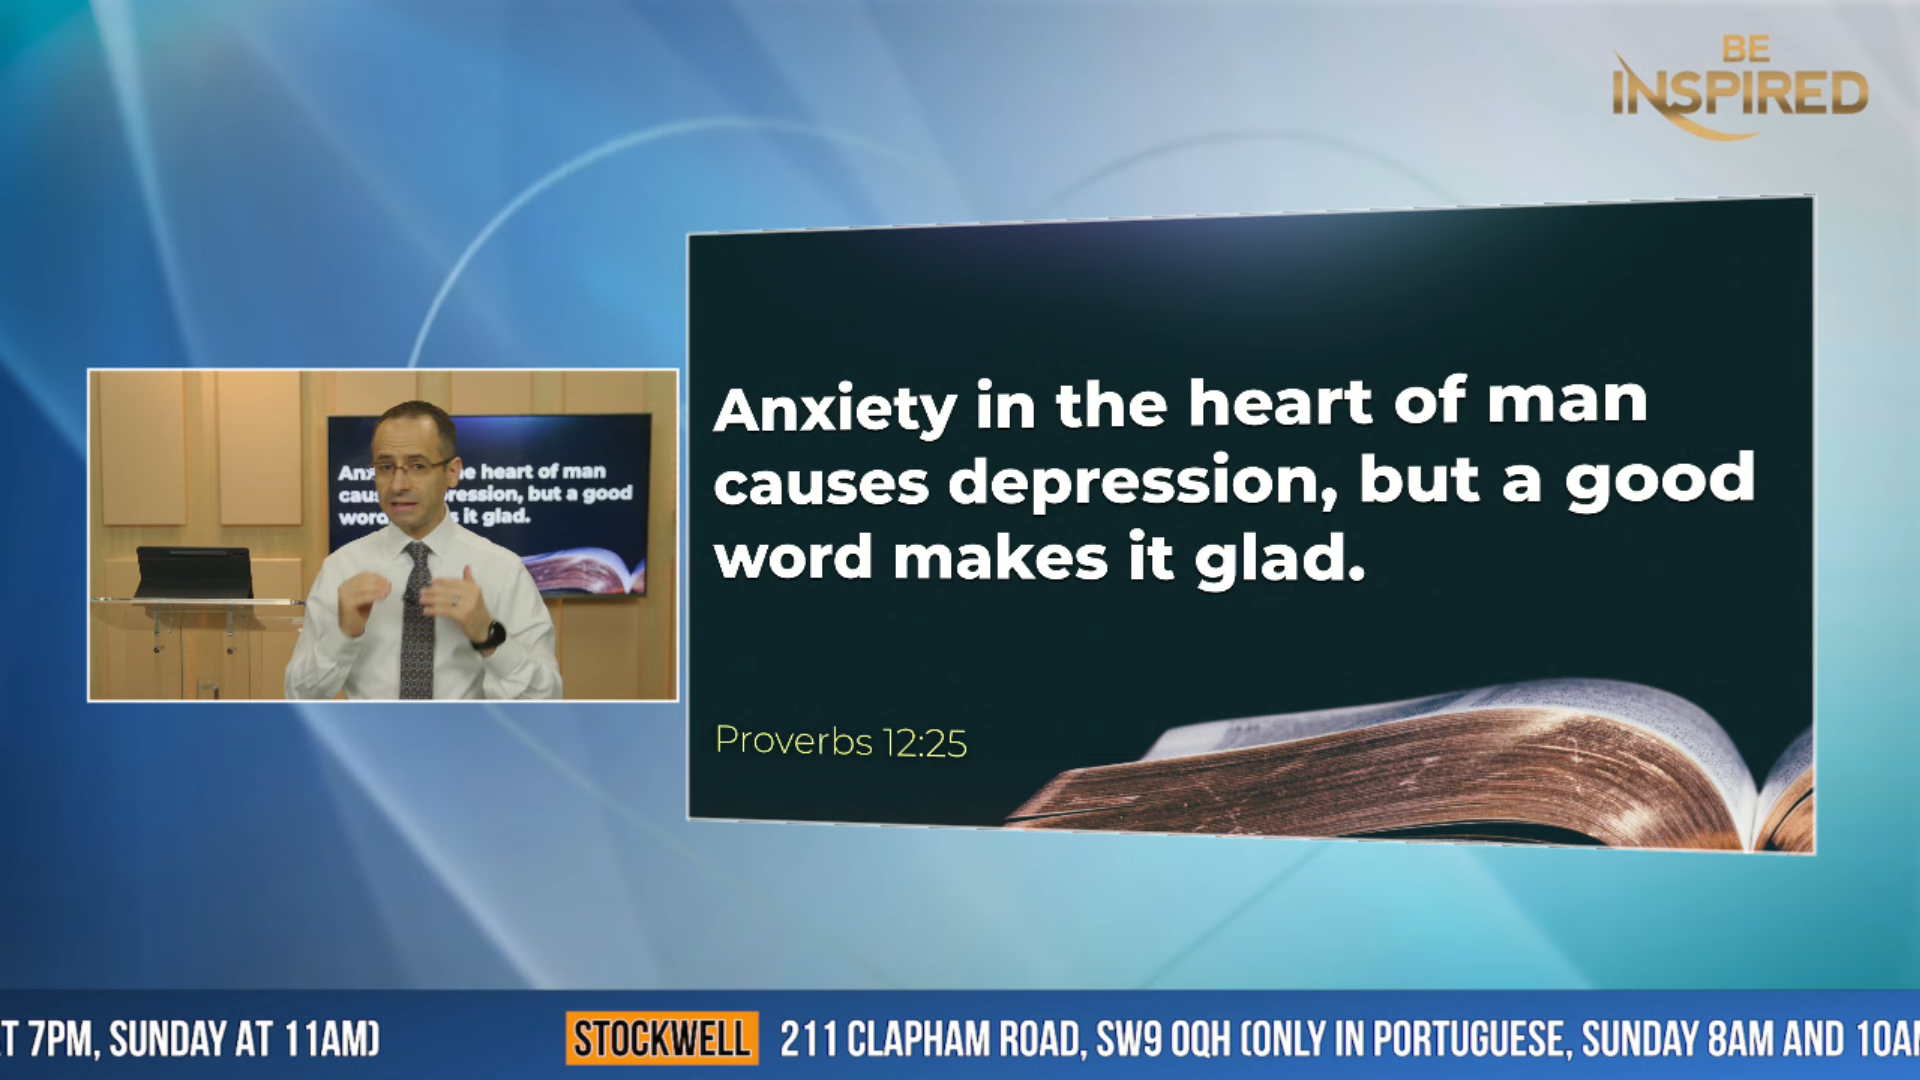 BE
INSPIRED
Anxiety in the heart of man
causes depression, but a good
word makes it glad.
Proverbs 12:25
heart of man
but a good
it glad.
T 7PM, SUNDAY AT 11AM)
STOCKWELL
211 CLAPHAM ROAD, SW9 0QH (ONLY IN PORTUGUESE, SUNDAY 8AM AND 10AM